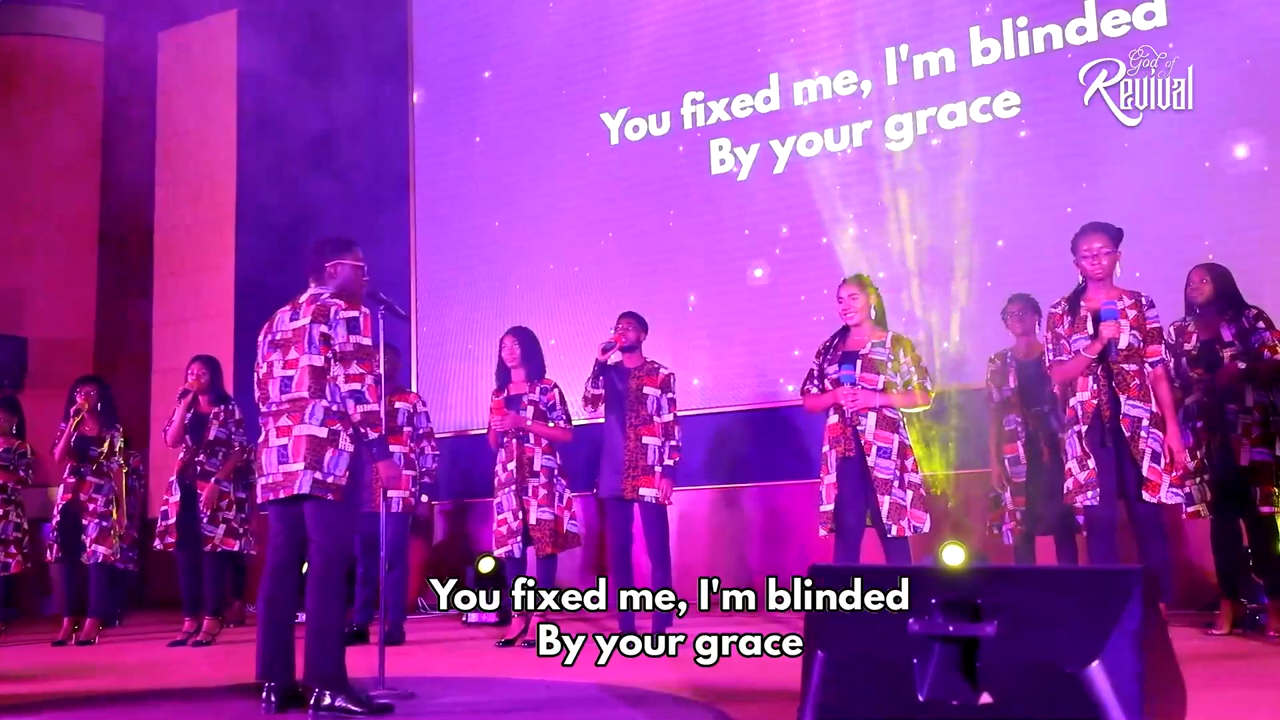 You fixed me, I'm blinded
By your grace
God of
Revival
You fixed me, I'm blinded
By your grace